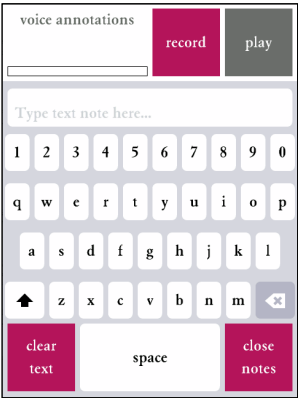 voice annotations
record
play
Type text note here...
1 2 3 4 5 6 7 8 9 0
q w e r t y u i o p
a s d f g h j k l
z x c v b n m
clear
text
space
close
notes